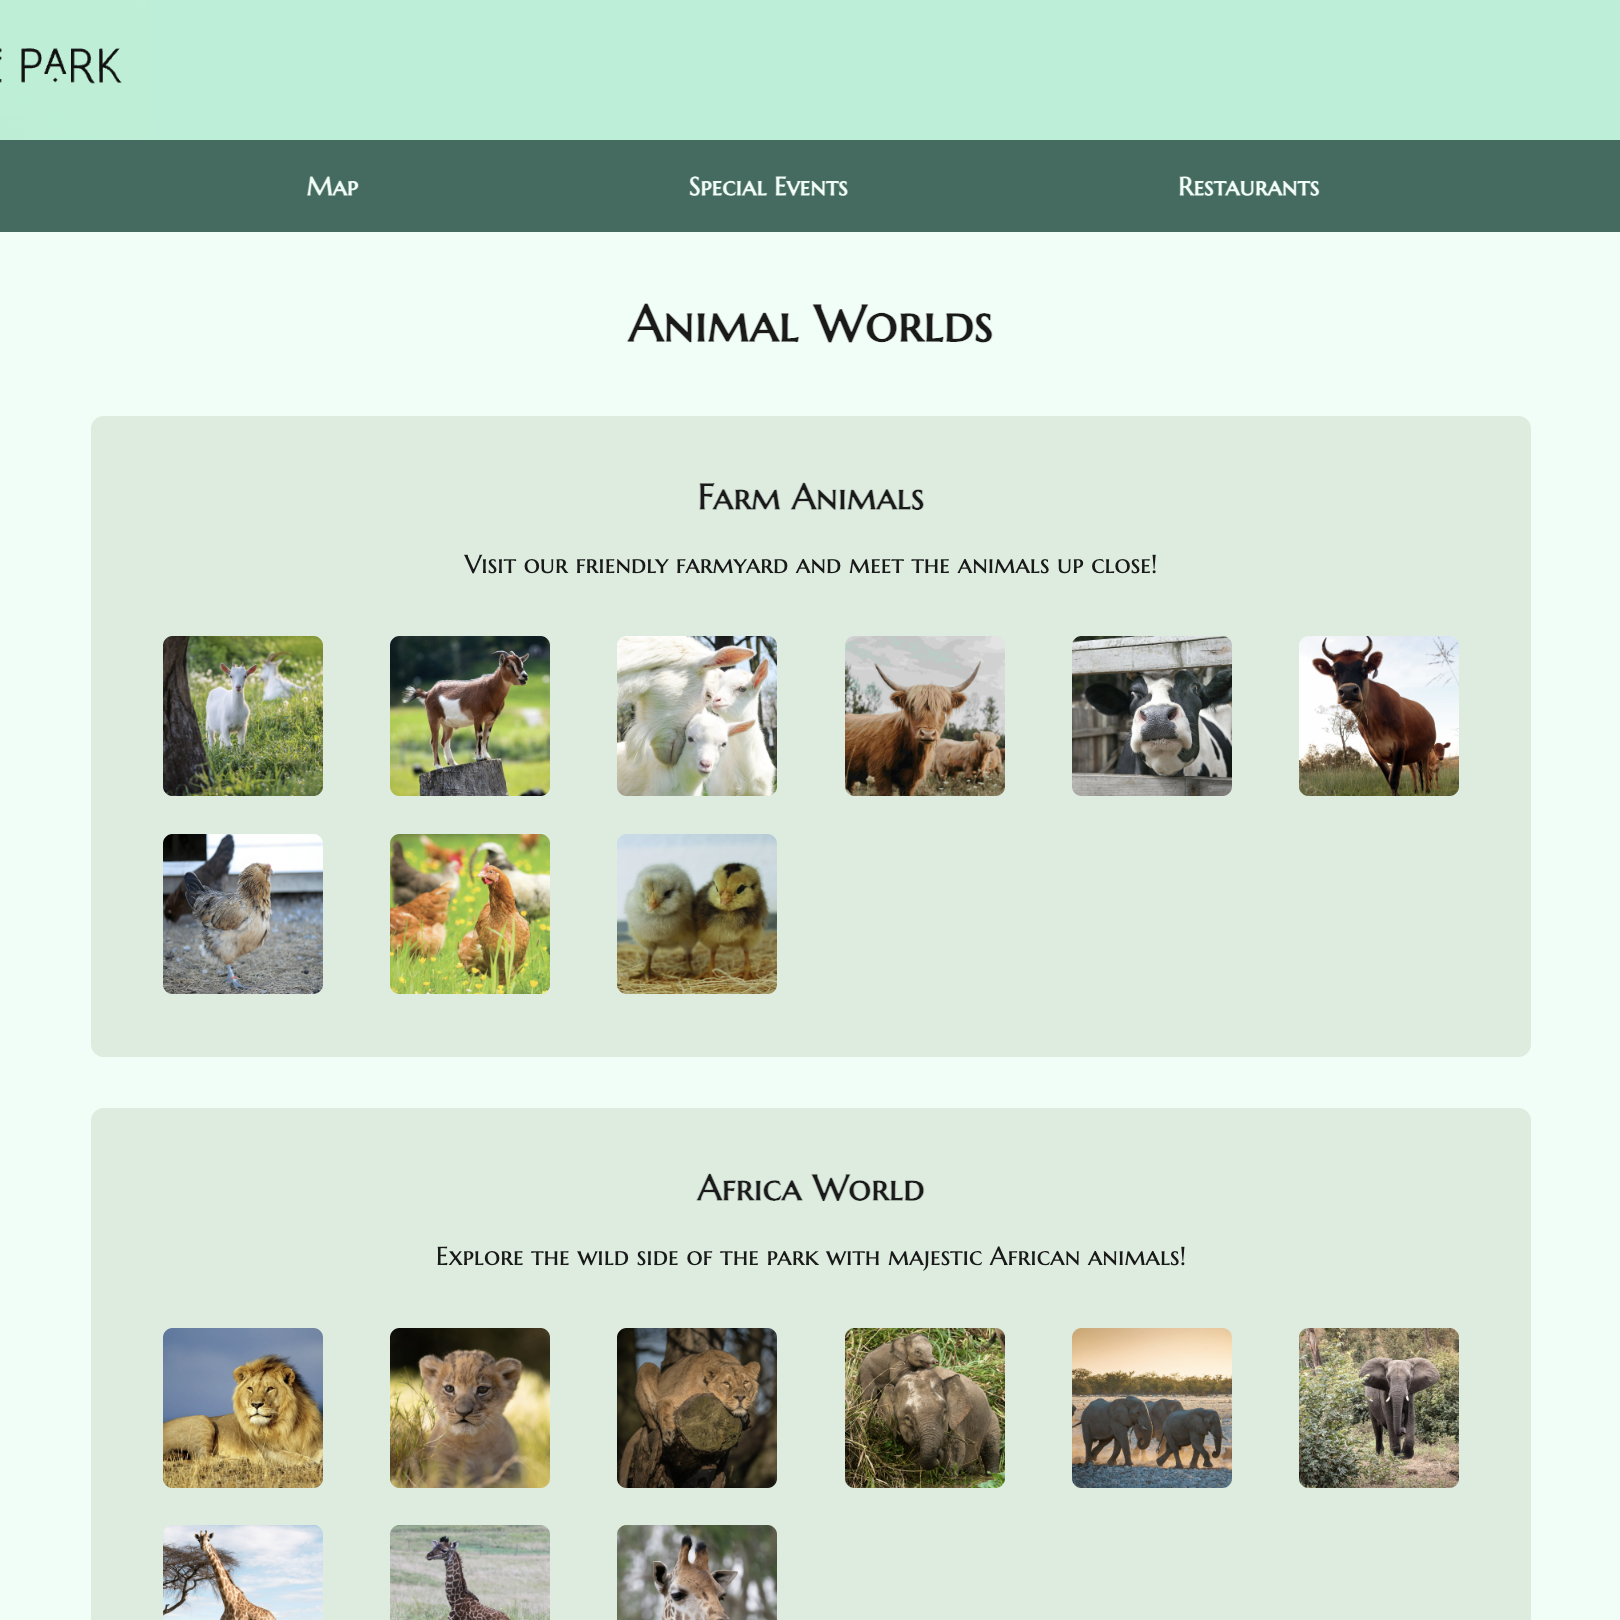 PARK
Map Special Events Restaurants
Animal Worlds
Farm Animals
Visit our friendly farmyard and meet the animals up close!
Africa World
Explore the wild side of the park with majestic African animals!